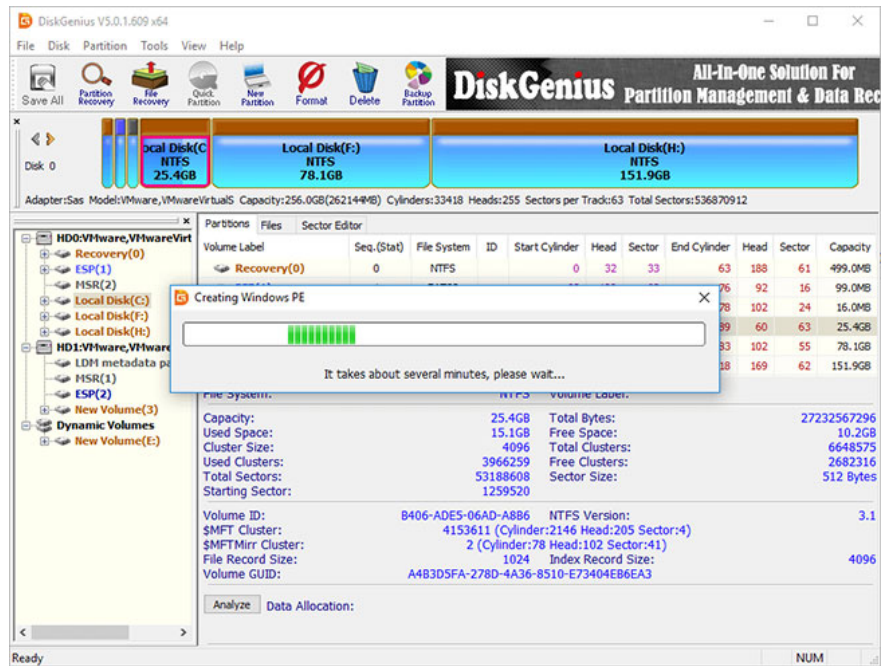 DiskGenius V5.0.1.609 x64
File Disk Partition Tools View Help
Save All
Partition Recovery
File Recovery
Quick Partition
New Partition
Format
Delete
Backup Partition
DiskGenius
All-In-One Solution For
Partition Management & Data Rec
Disk 0
ocal Disk(C
NTFS
25.4GB
Local Disk(F:)
NTFS
78.1GB
Local Disk(H:)
NTFS
151.9GB
Adapter:Sas Model:VMware,VMwareVirtualS Capacity:256.0GB(262144MB) Cylinders:33418 Heads:255 Sectors per Track:63 Total Sectors:536870912
HD0:VMware,VMwareVirt
Recovery(0)
ESP(1)
MSR(2)
Local Disk(C:)
Local Disk(F:)
Local Disk(H:)
HD1:VMware,VMware
LDM metadata pa
MSR(1)
ESP(2)
New Volume(3)
Dynamic Volumes
New Volume(E:)
Partitions Files Sector Editor
Volume Label Seq.(Stat) File System ID Start Cylinder Head Sector End Cylinder Head Sector Capacity
Recovery(0) 0 NTFS 0 32 33 63 188 61 499.0MB
76 92 16 99.0MB
78 102 24 16.0MB
89 60 63 25.4GB
83 102 55 78.1GB
18 169 62 151.9GB
Creating Windows PE
It takes about several minutes, please wait...
File System: NTFS Volume Label:
Capacity: 25.4GB Total Bytes: 27232567296
Used Space: 15.1GB Free Space: 10.2GB
Cluster Size: 4096 Total Clusters: 6648575
Used Clusters: 3966259 Free Clusters: 2682316
Total Sectors: 53188608 Sector Size: 512 Bytes
Starting Sector: 1259520
Volume ID: B406-ADE5-06AD-A8B6 NTFS Version: 3.1
$MFT Cluster: 4153611 (Cylinder:2146 Head:205 Sector:4)
$MFTMirr Cluster: 2 (Cylinder:78 Head:102 Sector:41)
File Record Size: 1024 Index Record Size: 4096
Volume GUID: A4B3D5FA-278D-4A36-8510-E73404EB6EA3
Analyze Data Allocation:
Ready
NUM